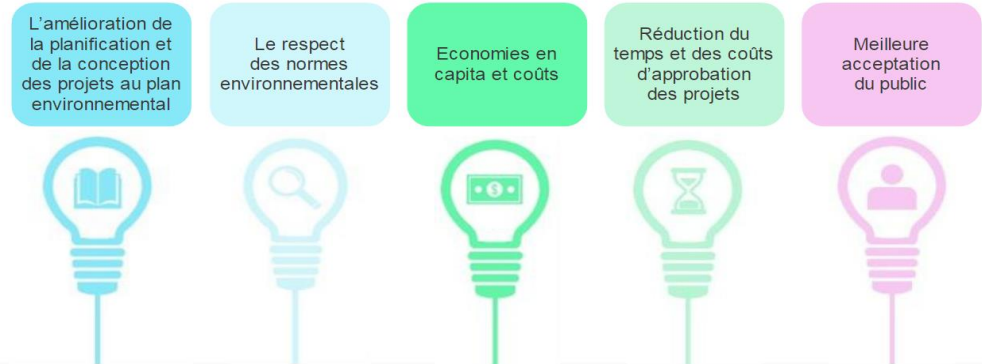 L’amélioration de
la planification et
de la conception
des projets au plan
environnemental
Le respect
des normes
environnementales
Economies en
capita et coûts
Réduction du
temps et des coûts
d’approbation
des projets
Meilleure
acceptation
du public
$